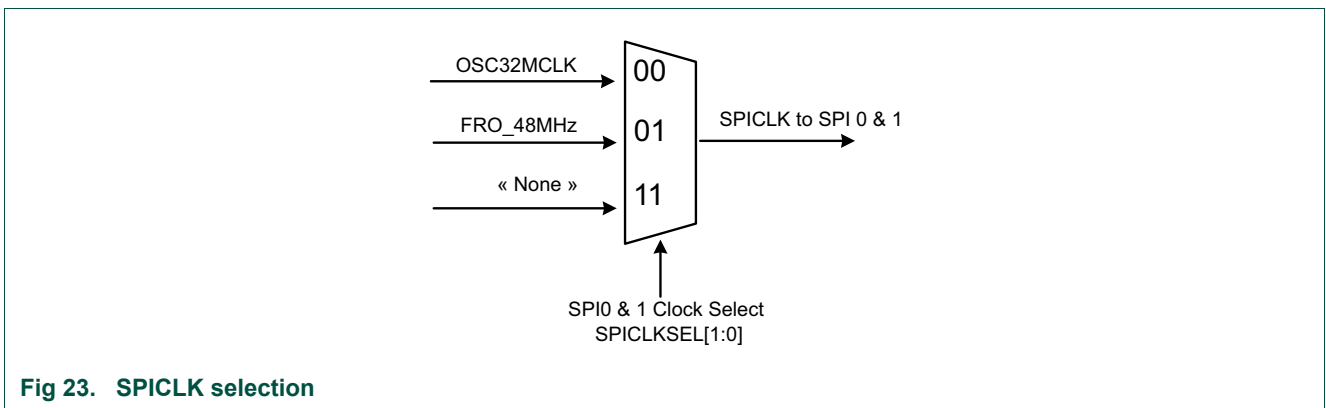 OSC32MCLK
00
FRO_48MHz
01
SPICLK to SPI 0 & 1
« None »
11
SPI0 & 1 Clock Select
SPICLKSEL[1:0]
Fig 23. SPICLK selection